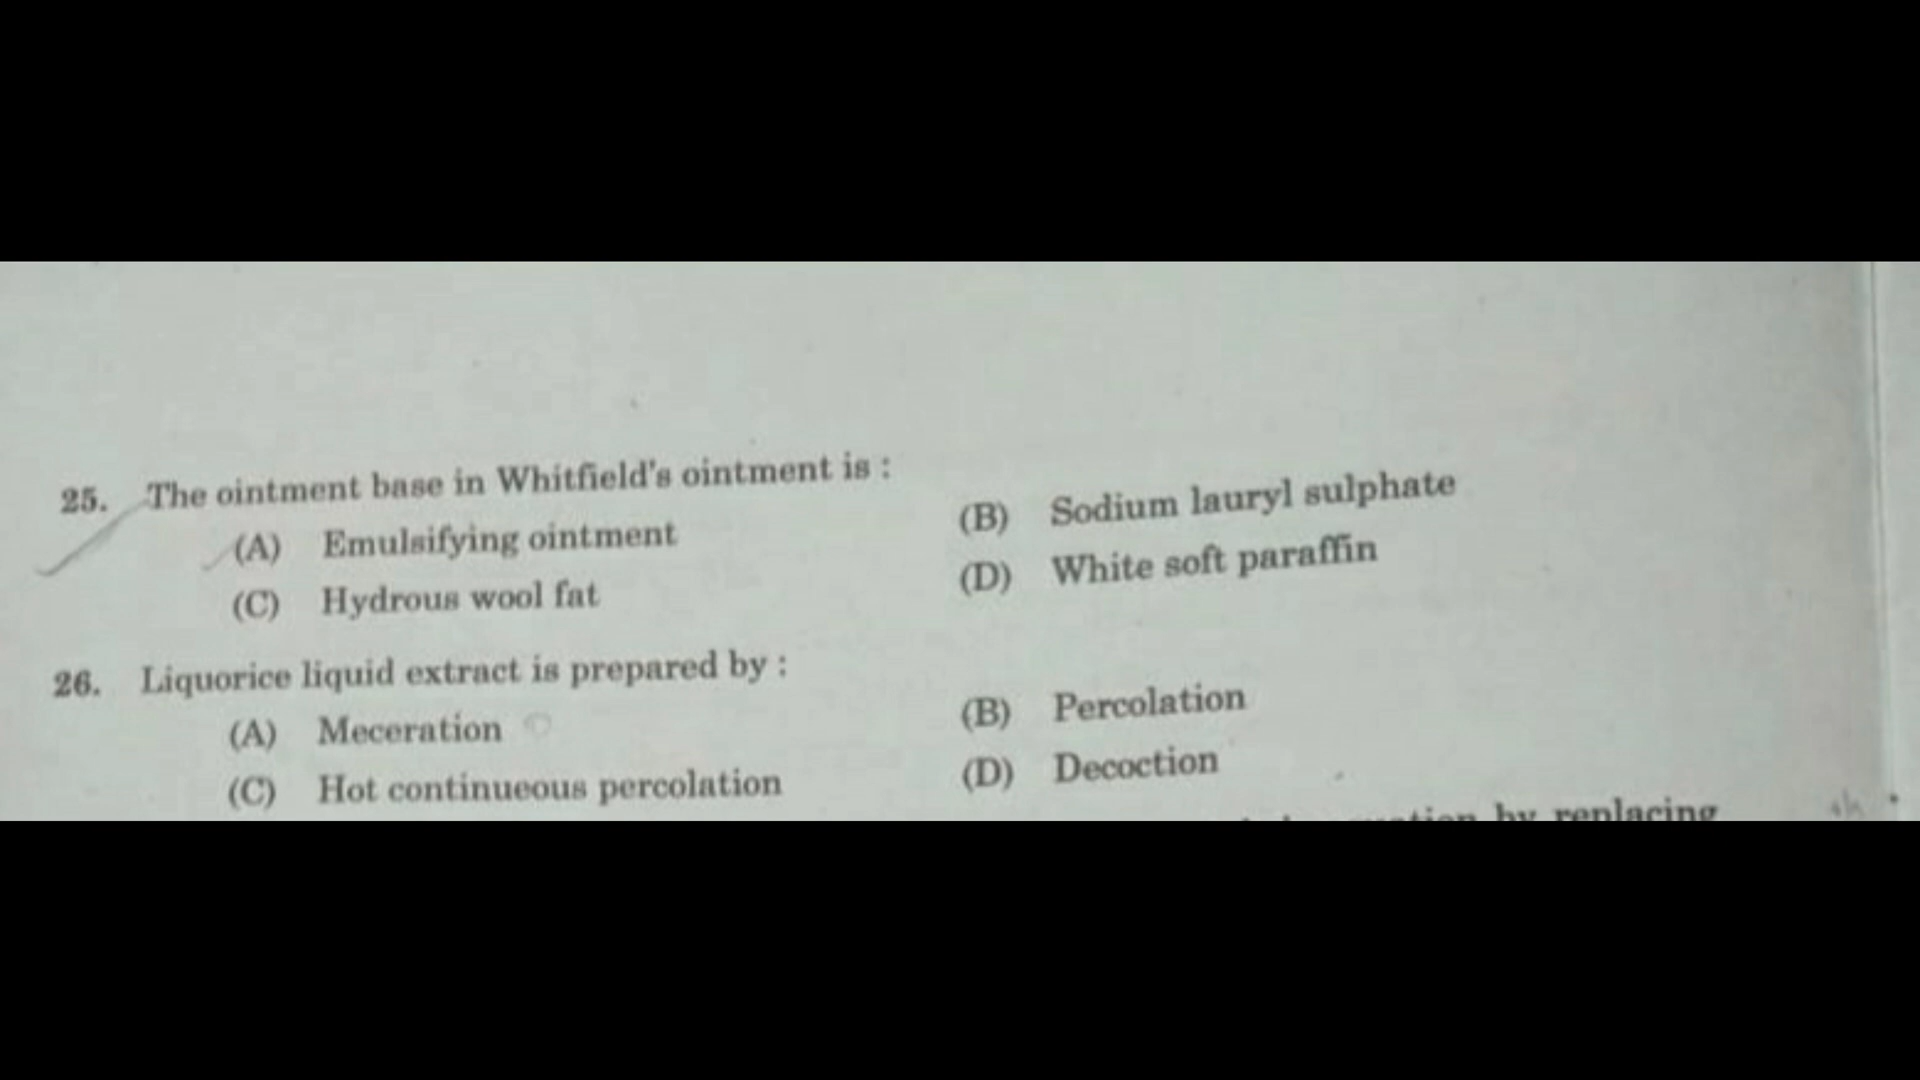 25. The ointment base in Whitfield's ointment is :
(A) Emulsifying ointment (B) Sodium lauryl sulphate
(C) Hydrous wool fat (D) White soft paraffin
26. Liquorice liquid extract is prepared by :
(A) Meceration (B) Percolation
(C) Hot continueous percolation (D) Decoction
by replacing